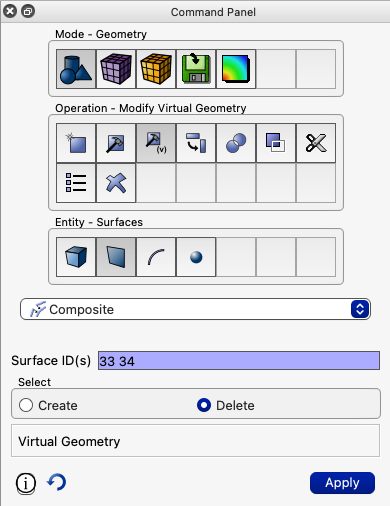 Command Panel
Mode - Geometry
Operation - Modify Virtual Geometry
(v)
Entity - Surfaces
Composite
Surface ID(s) 33 34
Select
Create Delete
Virtual Geometry
i Apply